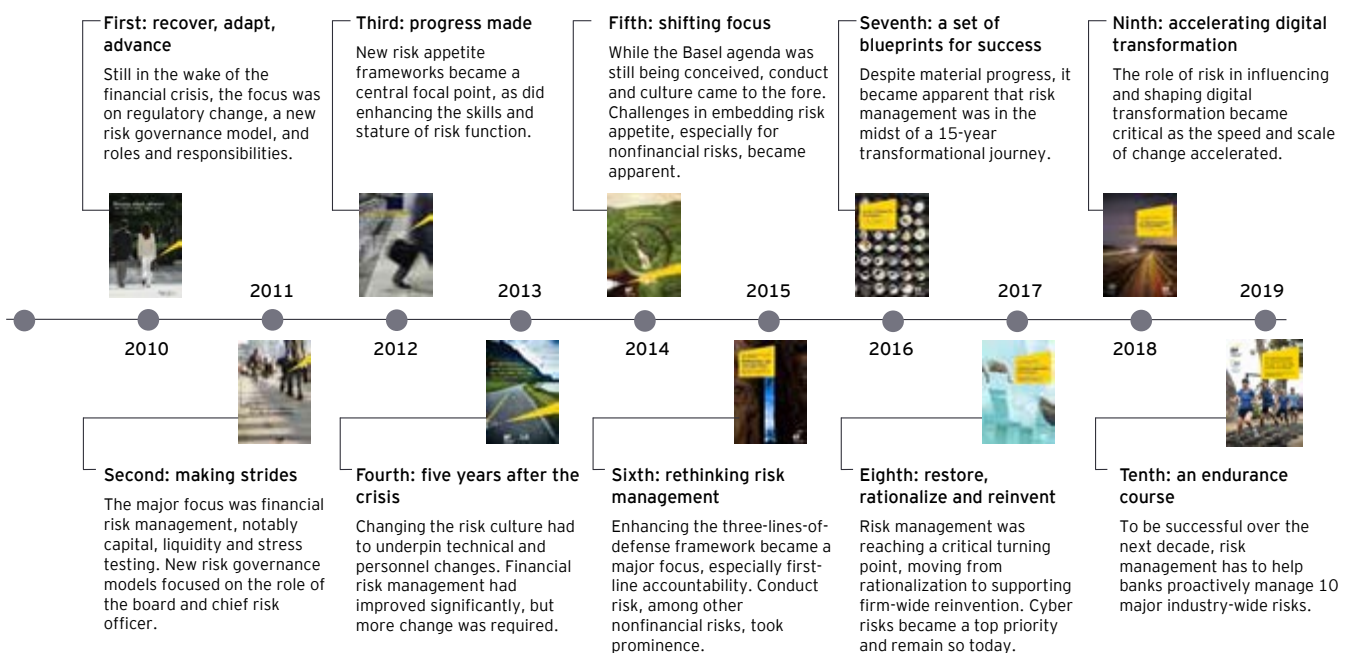 First: recover, adapt,
advance
Still in the wake of the
financial crisis, the focus was
on regulatory change, a new
risk governance model, and
roles and responsibilities.
Third: progress made
New risk appetite
frameworks became a
central focal point, as did
enhancing the skills and
stature of risk function.
Fifth: shifting focus
While the Basel agenda was
still being conceived, conduct
and culture came to the fore.
Challenges in embedding risk
appetite, especially for
nonfinancial risks, became
apparent.
Seventh: a set of
blueprints for success
Despite material progress, it
became apparent that risk
management was in the
midst of a 15-year
transformational journey.
Ninth: accelerating digital
transformation
The role of risk in influencing
and shaping digital
transformation became
critical as the speed and scale
of change accelerated.
2011
2013
2015
2017
2019
2010
2012
2014
2016
2018
Second: making strides
The major focus was financial
risk management, notably
capital, liquidity and stress
testing. New risk governance
models focused on the role of
the board and chief risk
officer.
Fourth: five years after the
crisis
Changing the risk culture had
to underpin technical and
personnel changes. Financial
risk management had
improved significantly, but
more change was required.
Sixth: rethinking risk
management
Enhancing the three-lines-of-
defense framework became a
major focus, especially first-
line accountability. Conduct
risk, among other
nonfinancial risks, took
prominence.
Eighth: restore,
rationalize and reinvent
Risk management was
reaching a critical turning
point, moving from
rationalization to supporting
firm-wide reinvention. Cyber
risks became a top priority
and remain so today.
Tenth: an endurance
course
To be successful over the
next decade, risk
management has to help
banks proactively manage 10
major industry-wide risks.